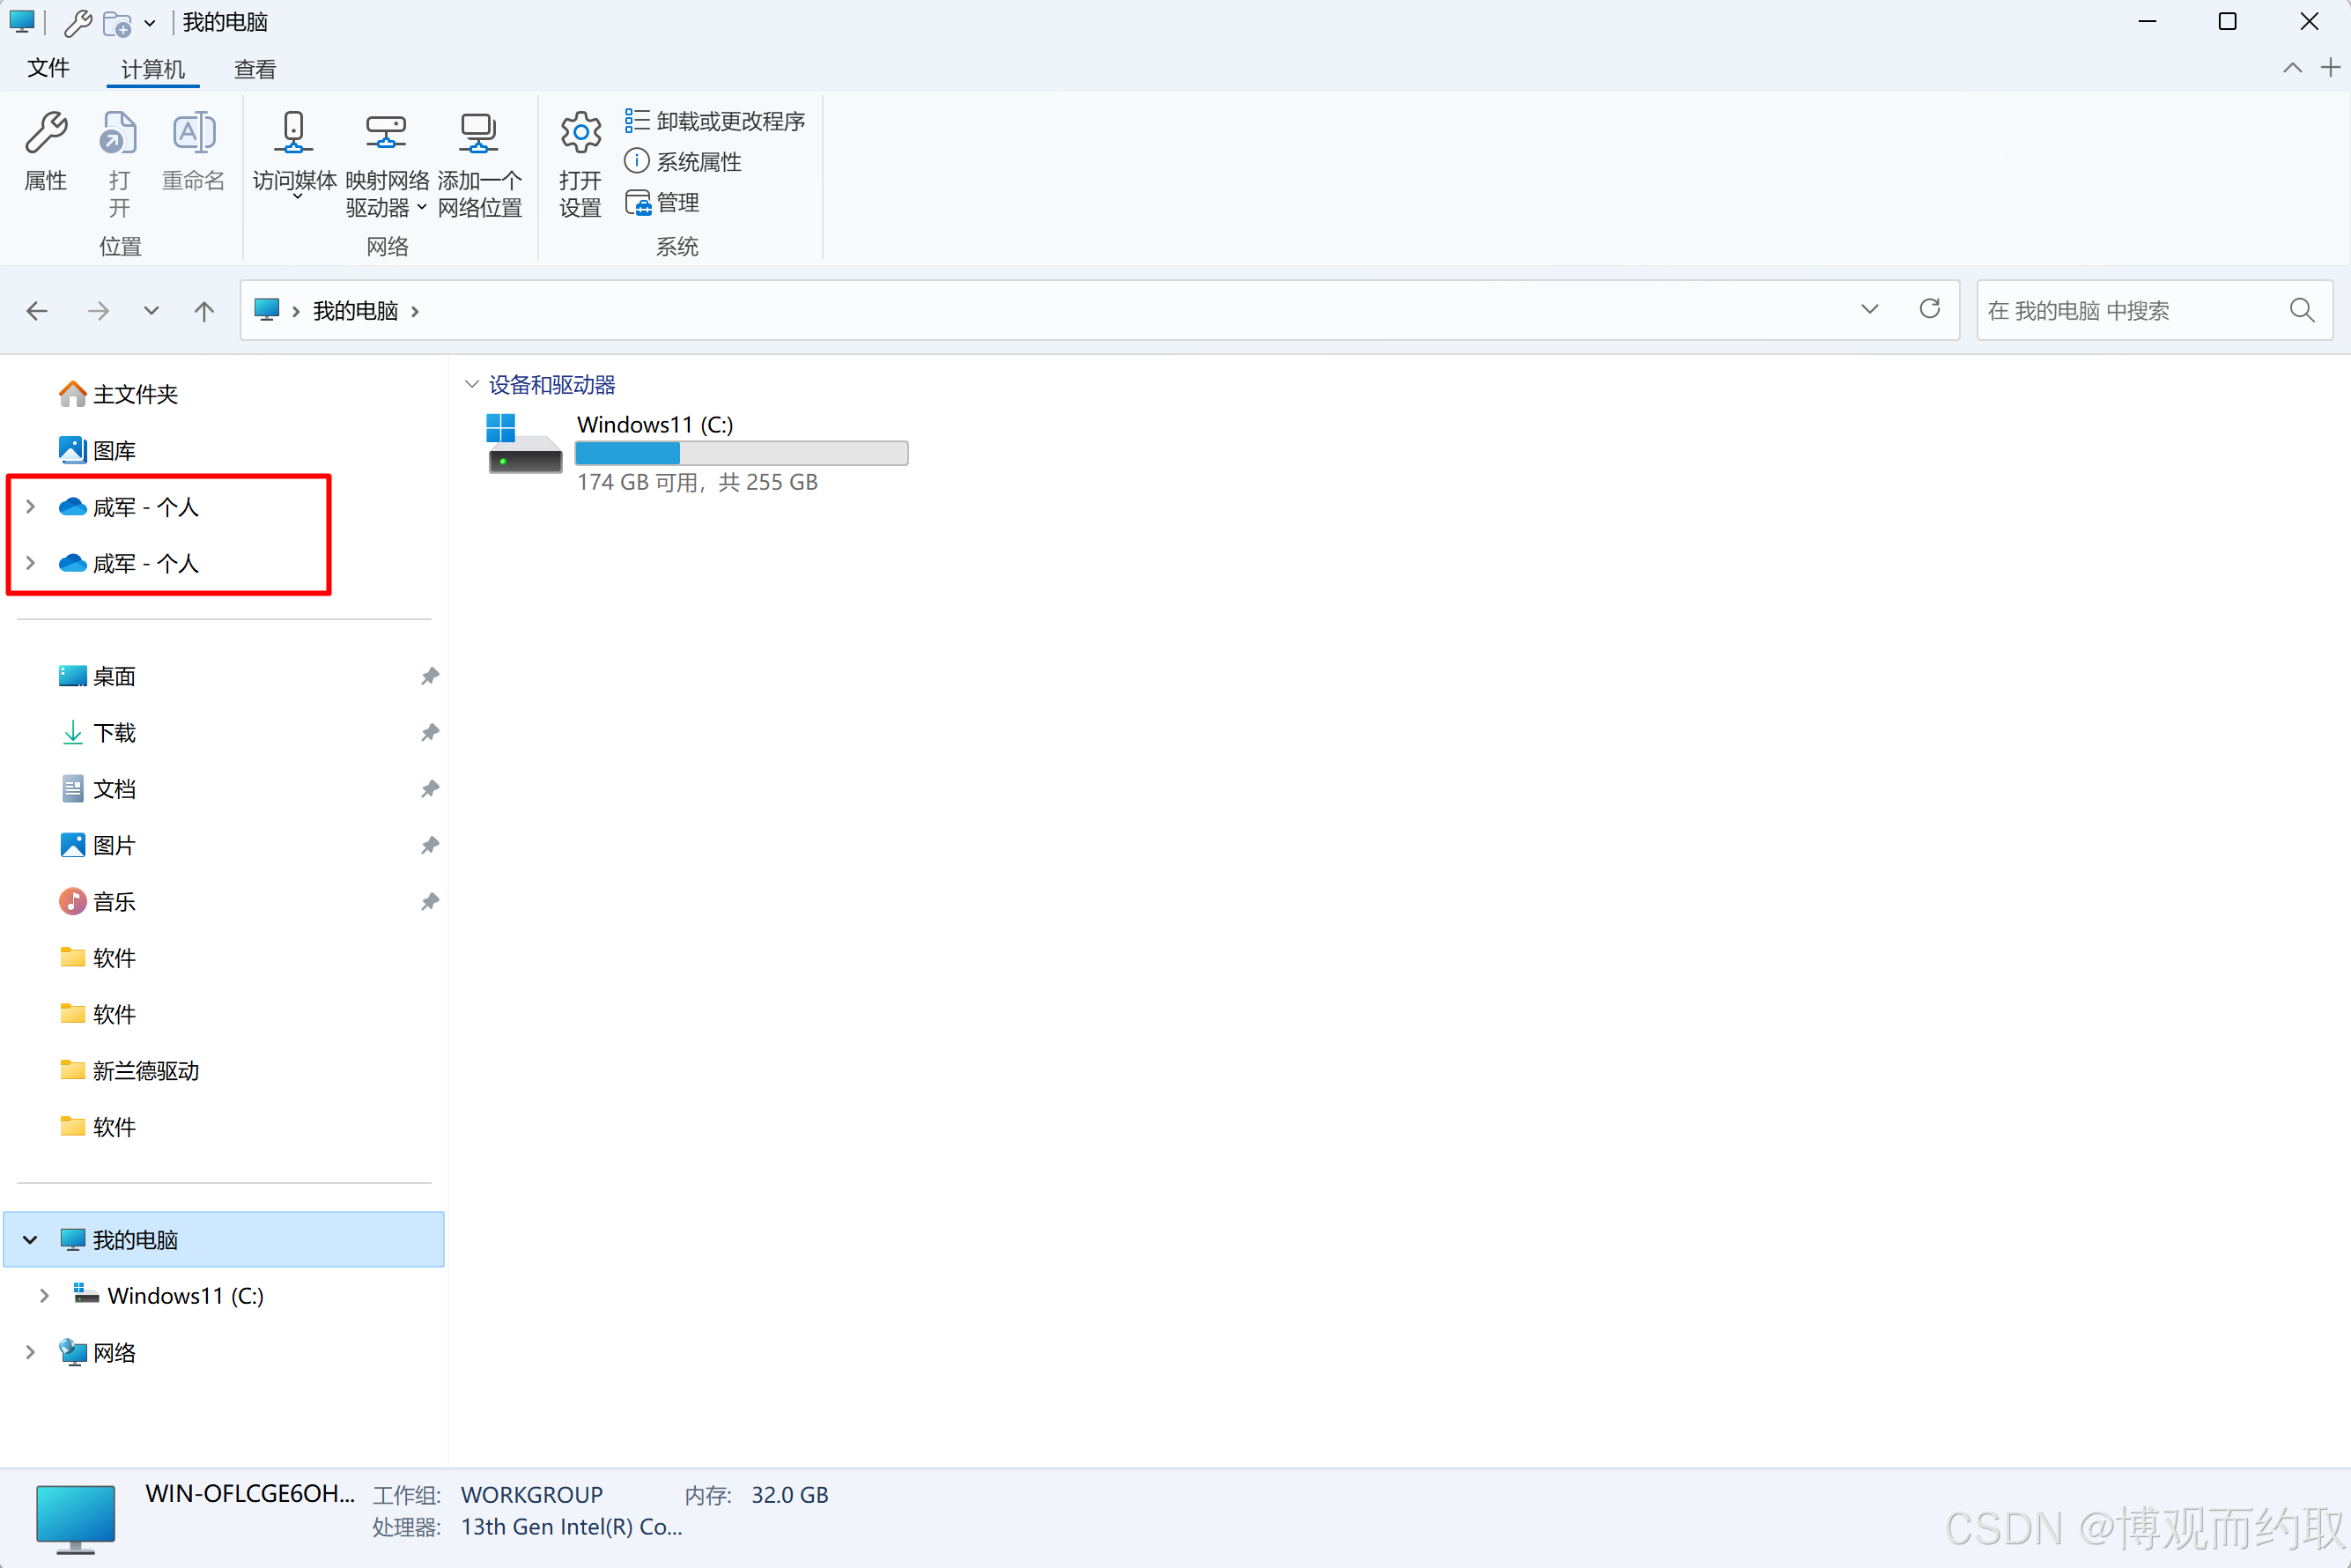 我的电脑
文件 计算机 查看
属性 打开 重命名 访问媒体 映射网络驱动器 添加一个网络位置 打开设置 卸载或更改程序
系统属性
管理
位置 网络 系统
我的电脑
在 我的电脑 中搜索
主文件夹
图库
咸军 - 个人
咸军 - 个人
桌面
下载
文档
图片
音乐
软件
软件
新兰德驱动
软件
我的电脑
Windows11 (C:)
网络
设备和驱动器
Windows11 (C:)
174 GB 可用，共 255 GB
WIN-OFLCGE6OH... 工作组: WORKGROUP 内存: 32.0 GB
处理器: 13th Gen Intel(R) Co...
CSDN @博观而约取